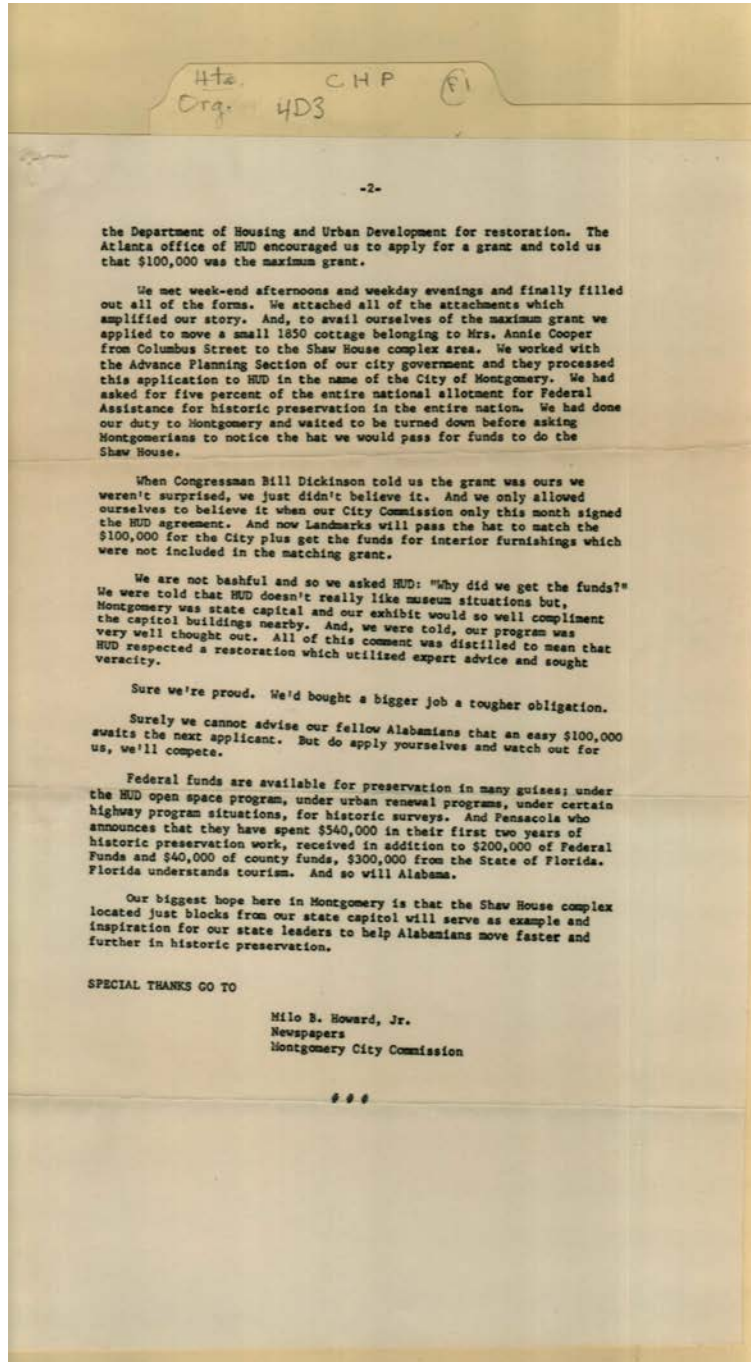 Htz. CHP F1
Org. 4D3
-2-
the Department of Housing and Urban Development for restoration. The
Atlanta office of HUD encouraged us to apply for a grant and told us
that $100,000 was the maximum grant.
We met week-end afternoons and weekday evenings and finally filled
out all of the forms. We attached all of the attachments which
amplified our story. And, to avail ourselves of the maximum grant we
applied to move a small 1850 cottage belonging to Mrs. Annie Cooper
from Columbus Street to the Shaw House complex area. We worked with
the Advance Planning Section of our city government and they processed
this application to HUD in the name of the City of Montgomery. We had
asked for five percent of the entire national allotment for Federal
Assistance for historic preservation in the entire nation. We had done
our duty to Montgomery and waited to be turned down before asking
Montgomerians to notice the hat we would pass for funds to do the
Shaw House.
When Congressman Bill Dickinson told us the grant was ours we
weren't surprised, we just didn't believe it. And we only allowed
ourselves to believe it when our City Commission only this month signed
the HUD agreement. And now Landmarks will pass the hat to match the
$100,000 for the City plus get the funds for interior furnishings which
were not included in the matching grant.
We are not bashful and so we asked HUD: "Why did we get the funds?"
We were told that HUD doesn't really like museum situations but,
Montgomery was state capital and our exhibit would so well compliment
the capitol buildings nearby. And, we were told, our program was
very well thought out. All of this comment was distilled to mean that
HUD respected a restoration which utilized expert advice and sought
veracity.
Sure we're proud. We'd bought a bigger job a tougher obligation.
Surely we cannot advise our fellow Alabamians that an easy $100,000
awaits the next applicant. But do apply yourselves and watch out for
us, we'll compete.
Federal funds are available for preservation in many guises; under
the HUD open space program, under urban renewal programs, under certain
highway program situations, for historic surveys. And Pensacola who
announces that they have spent $540,000 in their first two years of
historic preservation work, received in addition to $200,000 of Federal
Funds and $40,000 of county funds, $300,000 from the State of Florida.
Florida understands tourism. And so will Alabama.
Our biggest hope here in Montgomery is that the Shaw House complex
located just blocks from our state capitol will serve as example and
inspiration for our state leaders to help Alabamians move faster and
further in historic preservation.
SPECIAL THANKS GO TO
Milo B. Howard, Jr.
Newspapers
Montgomery City Commission
# # #